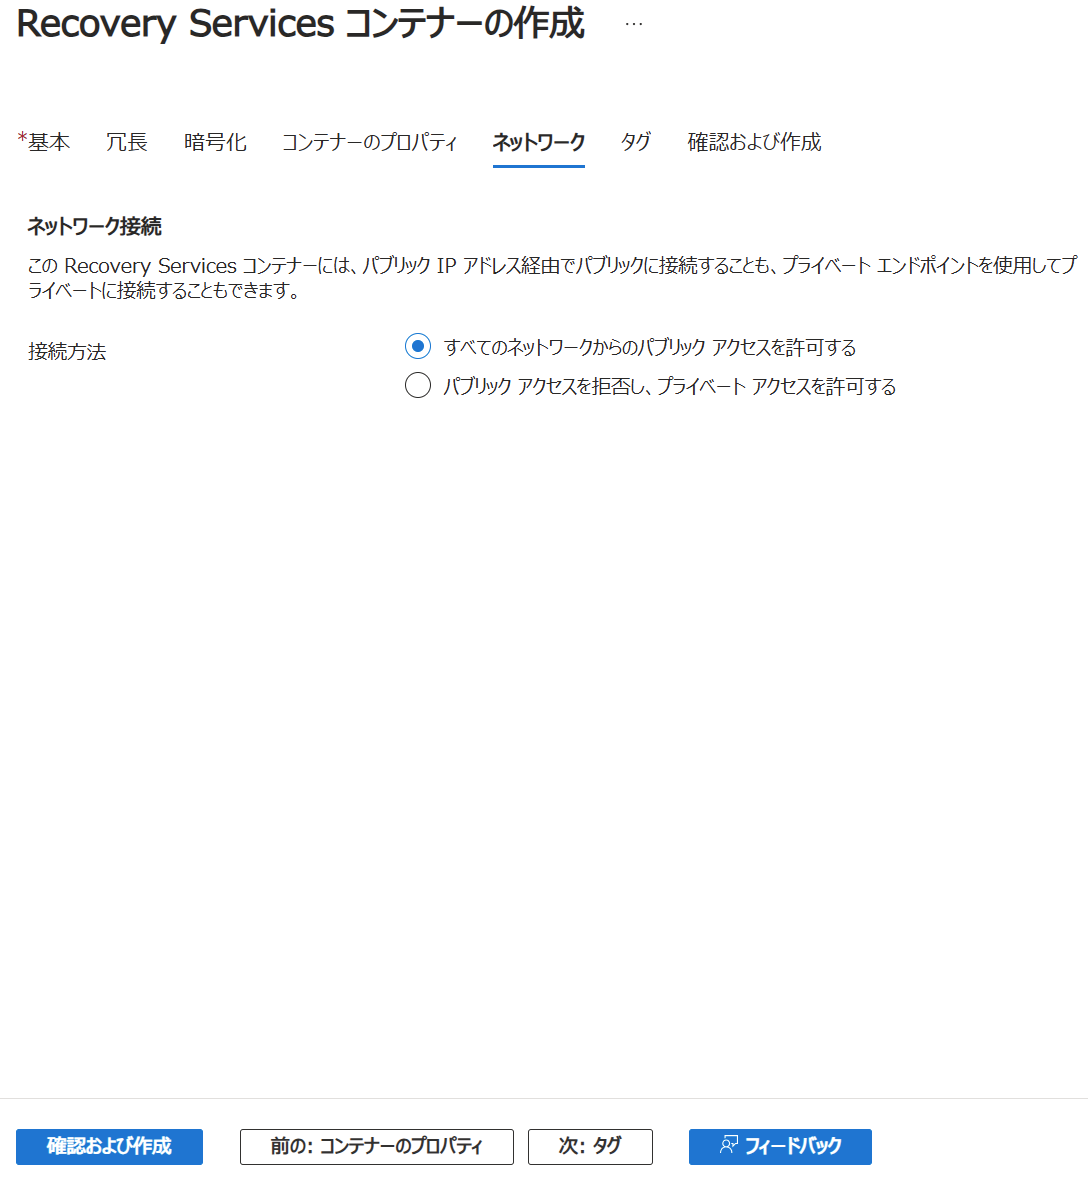 Recovery Services コンテナーの作成 …
*基本 冗長 暗号化 コンテナーのプロパティ ネットワーク タグ 確認および作成
ネットワーク接続
この Recovery Services コンテナーには、パブリック IP アドレス経由でパブリックに接続することも、プライベート エンドポイントを使用してプ
ライベートに接続することもできます。
接続方法
すべてのネットワークからのパブリック アクセスを許可する
パブリック アクセスを拒否し、プライベート アクセスを許可する
確認および作成 前の: コンテナーのプロパティ 次: タグ フィードバック